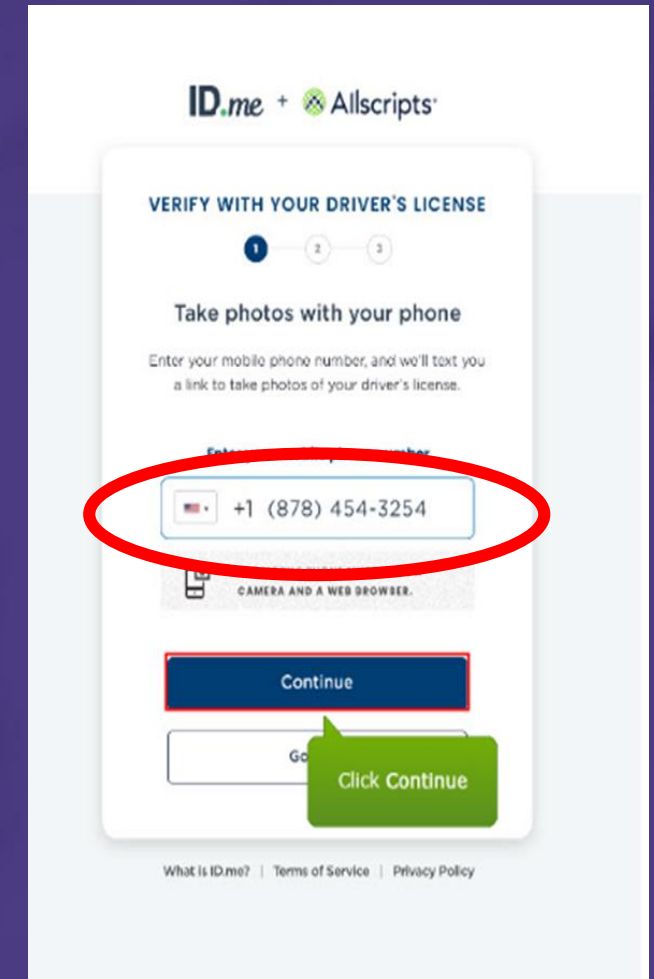 ID.me + Allscripts
VERIFY WITH YOUR DRIVER'S LICENSE
1 2 3
Take photos with your phone
Enter your mobile phone number, and we'll text you
a link to take photos of your driver's license.
+1 (878) 454-3254
CAMERA AND A WEB BROWSER.
Continue
Go
Click Continue
What is ID.me? | Terms of Service | Privacy Policy